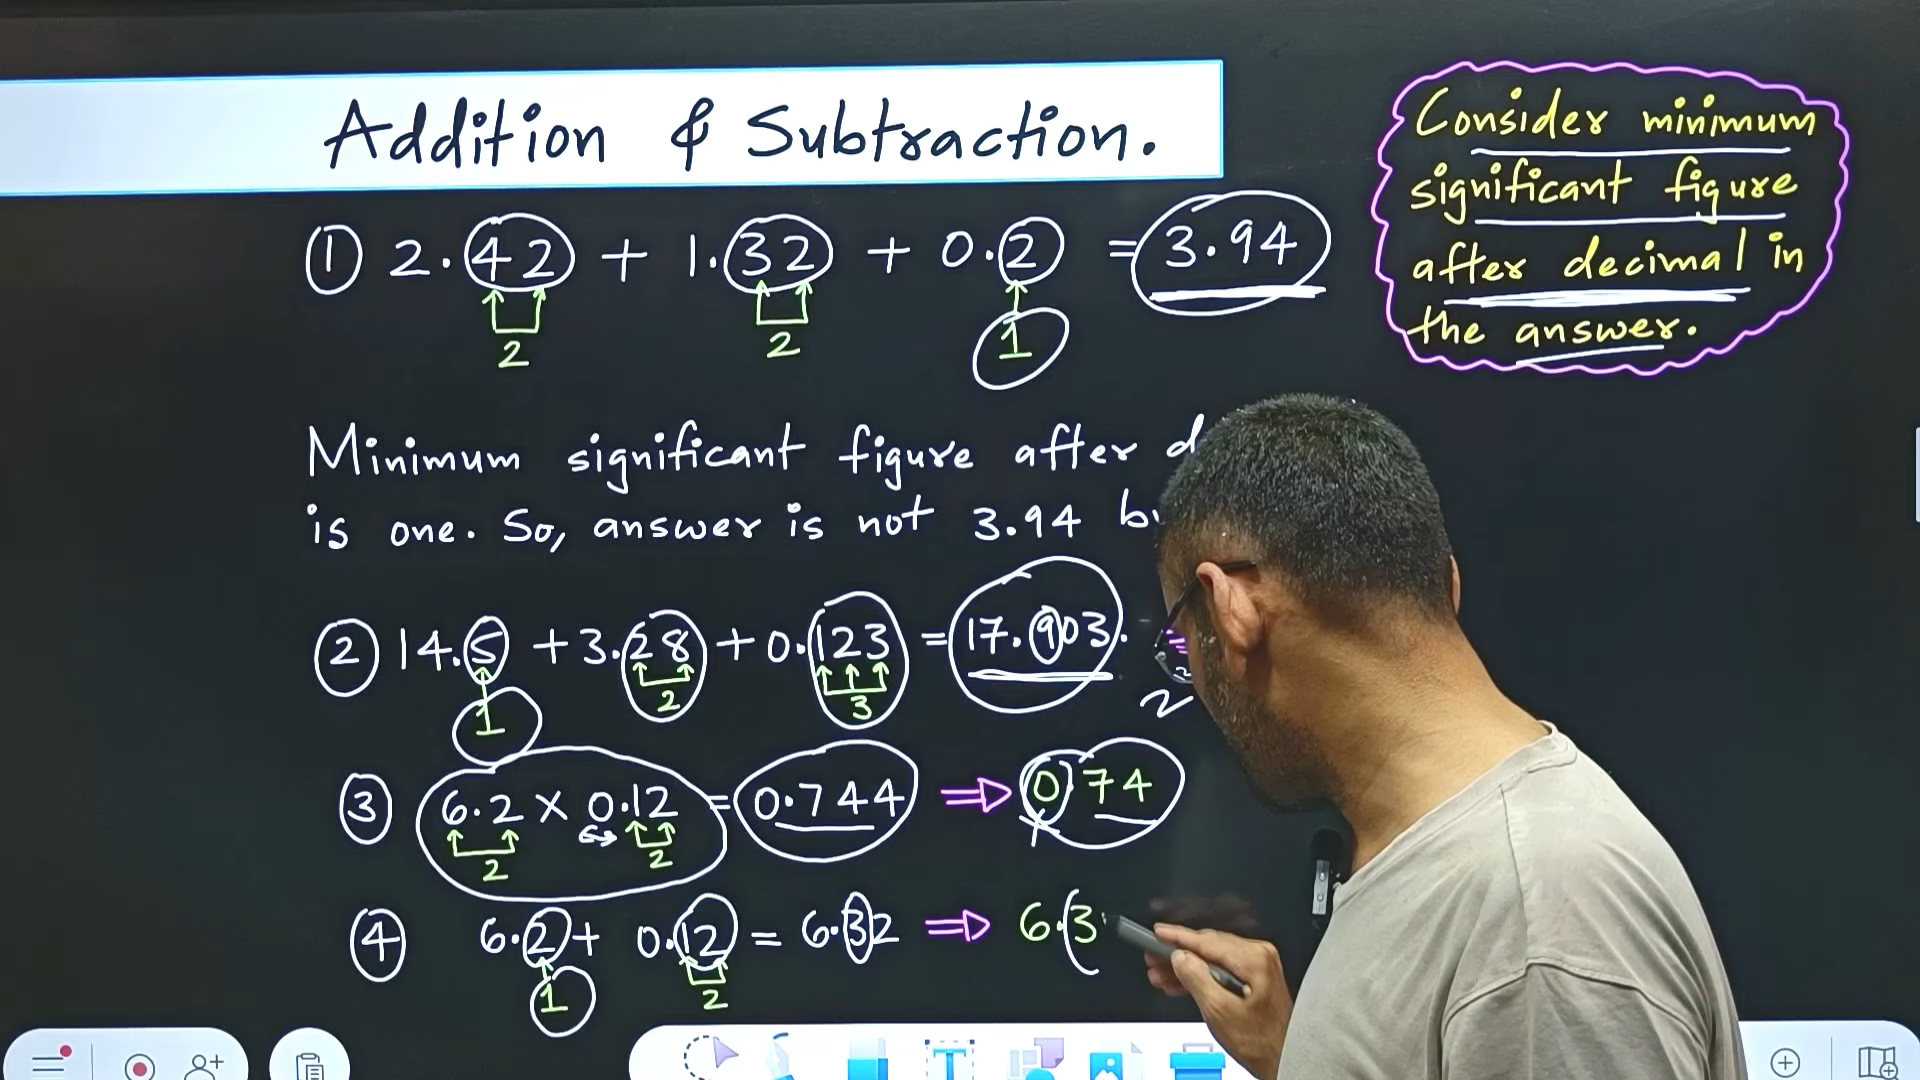 Addition & Subtraction.
Consider minimum
significant figure
after decimal in
the answer.
① 2.42 + 1.32 + 0.2 = 3.94
2 2 1
Minimum significant figure after d
is one. So, answer is not 3.94 bu
② 14.5 + 3.28 + 0.123 = 17.903.
1 2 3
③ 6.2 × 0.12 = 0.744 ⇒ 0.74
2 2
④ 6.2 + 0.12 = 6.32 ⇒ 6.3
1 2